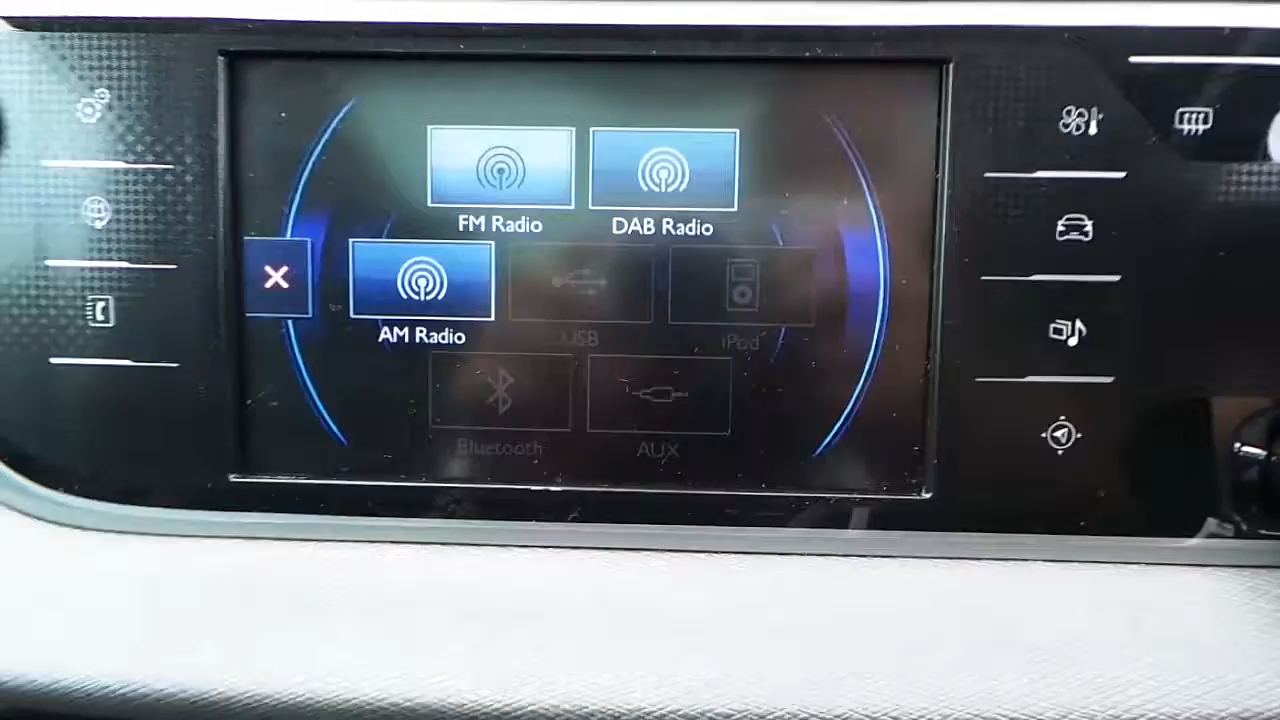 FM Radio
DAB Radio
AM Radio
USB
iPod
Bluetooth
AUX